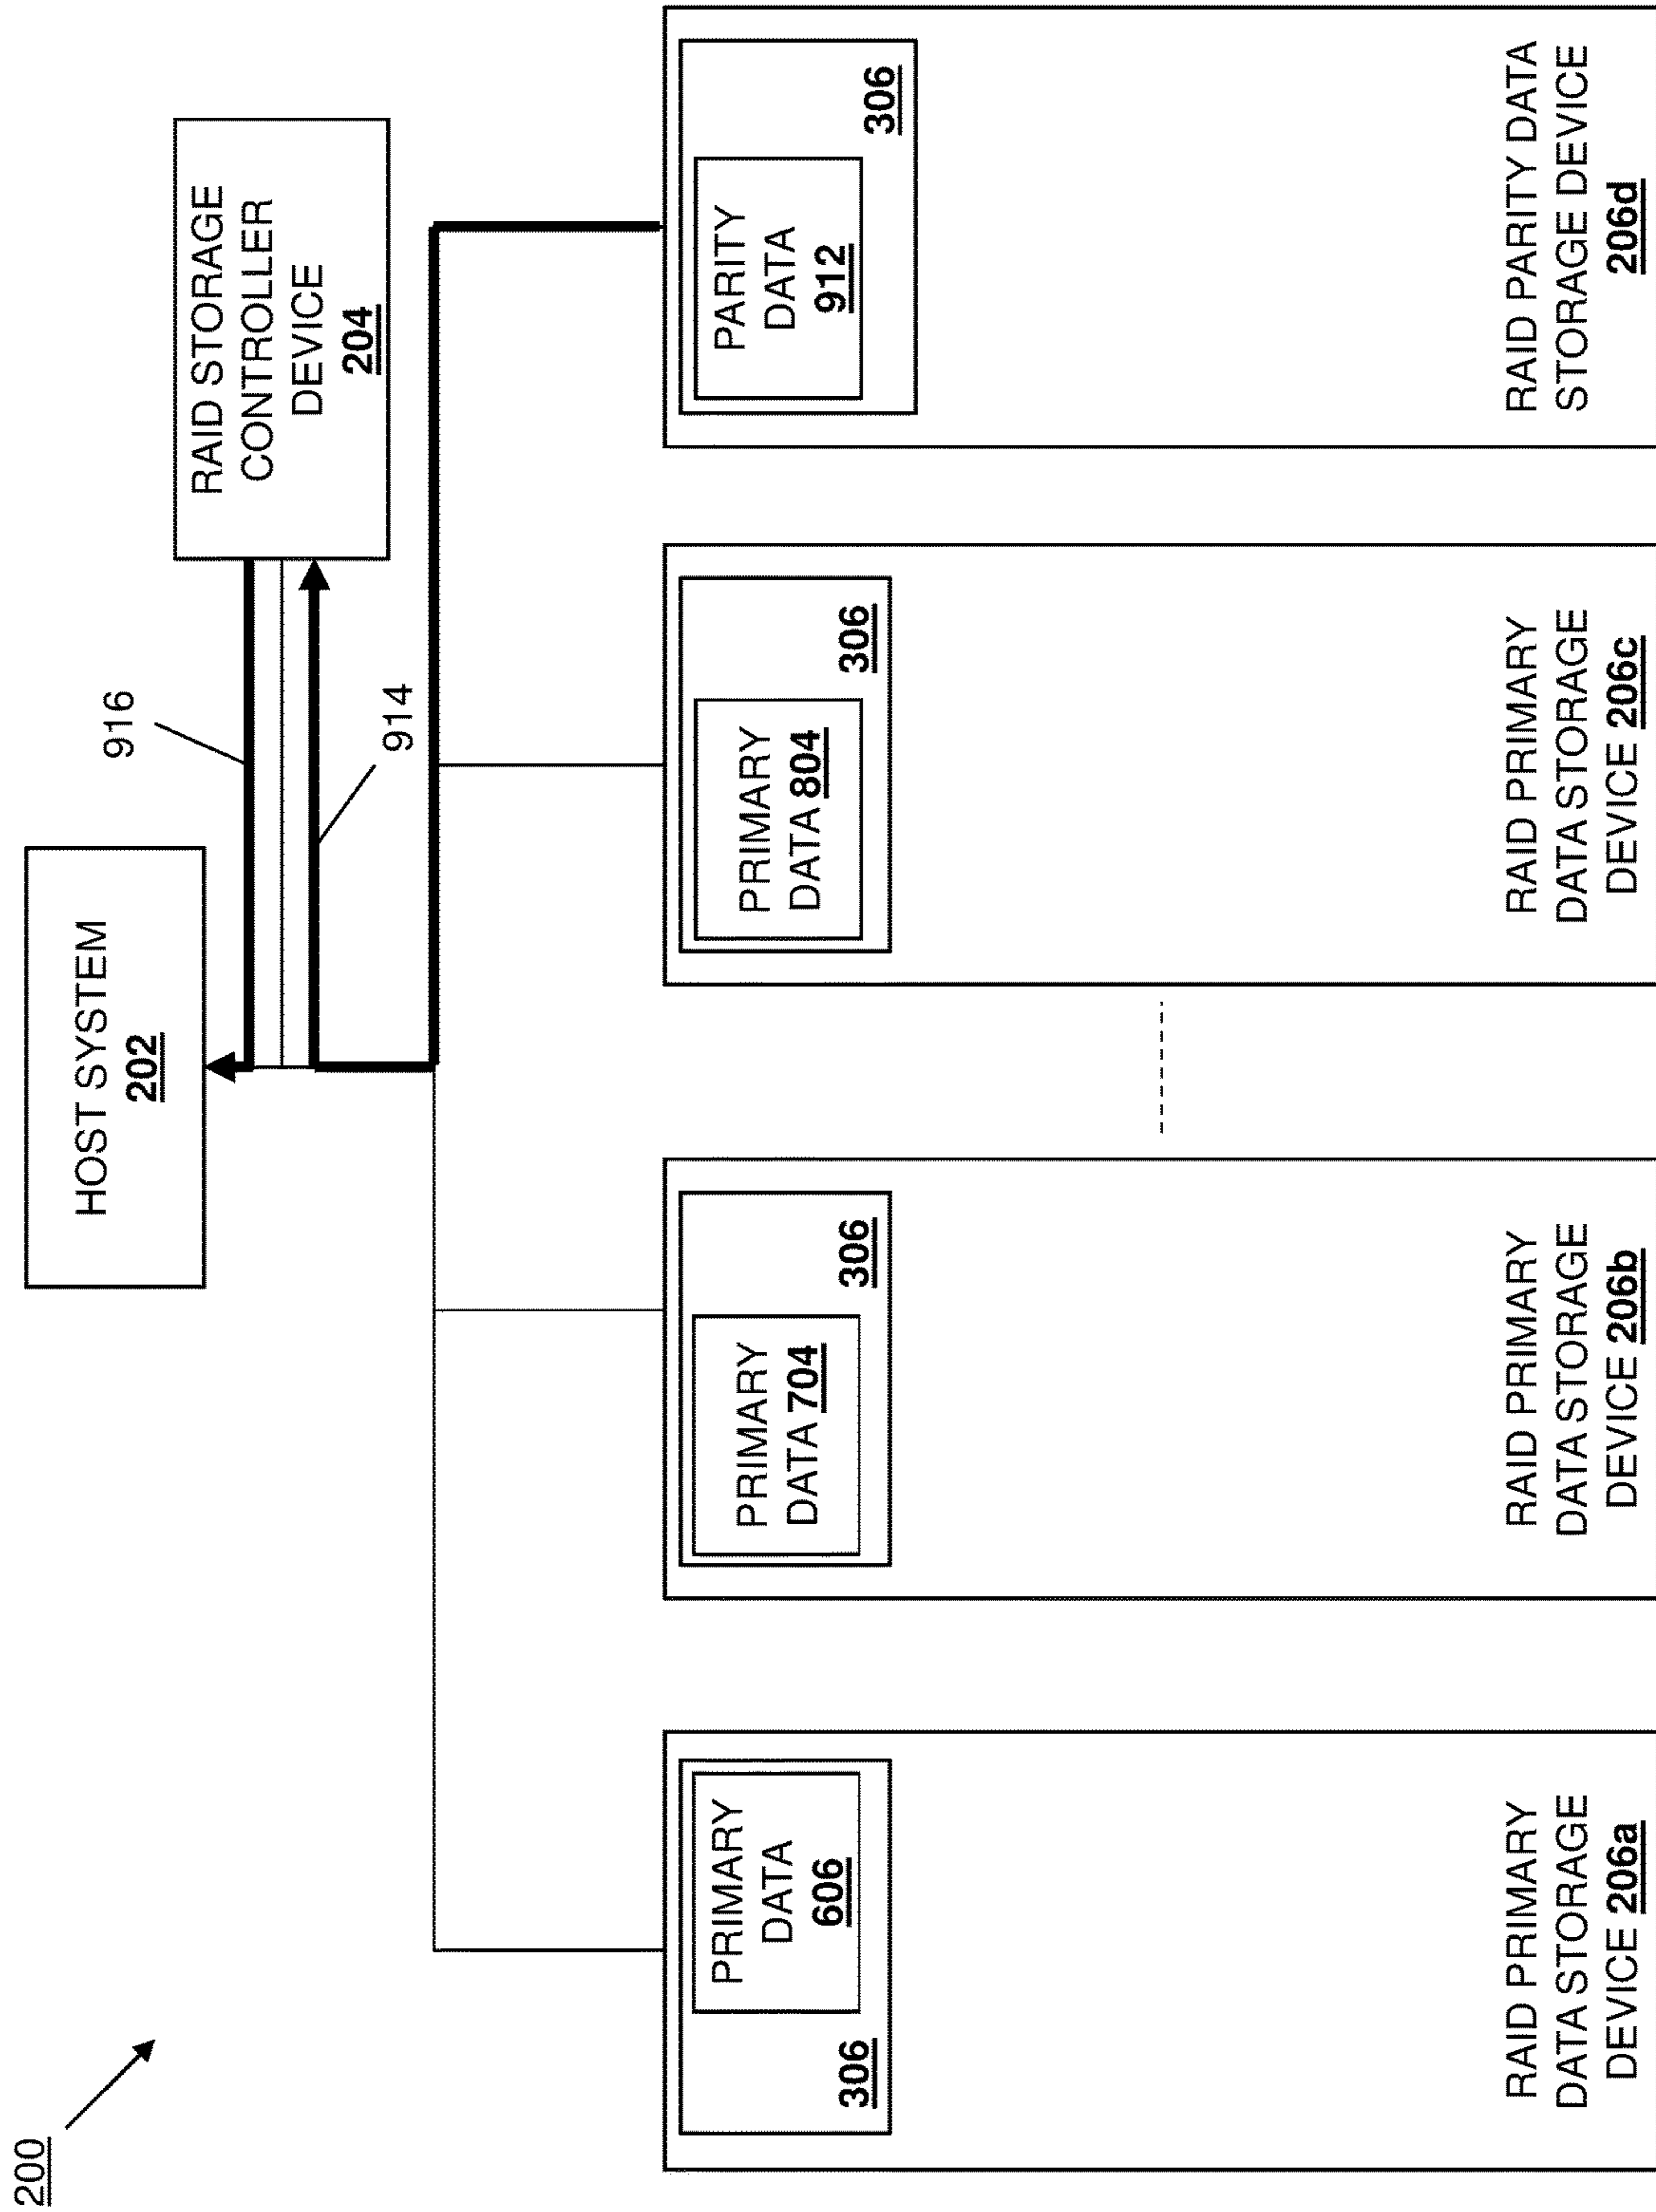 200
HOST SYSTEM
202
916
RAID STORAGE
CONTROLLER
DEVICE
204
914
306
PRIMARY
DATA
606
RAID PRIMARY
DATA STORAGE
DEVICE 206a
PRIMARY
DATA 704
306
RAID PRIMARY
DATA STORAGE
DEVICE 206b
PRIMARY
DATA 804
306
RAID PRIMARY
DATA STORAGE
DEVICE 206c
PARITY
DATA
912
306
RAID PARITY DATA
STORAGE DEVICE
206d